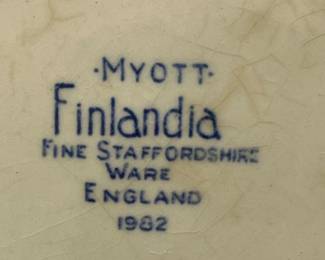 ·MYOTT·
Finlandia
FINE STAFFORDSHIRE
WARE
ENGLAND
1982